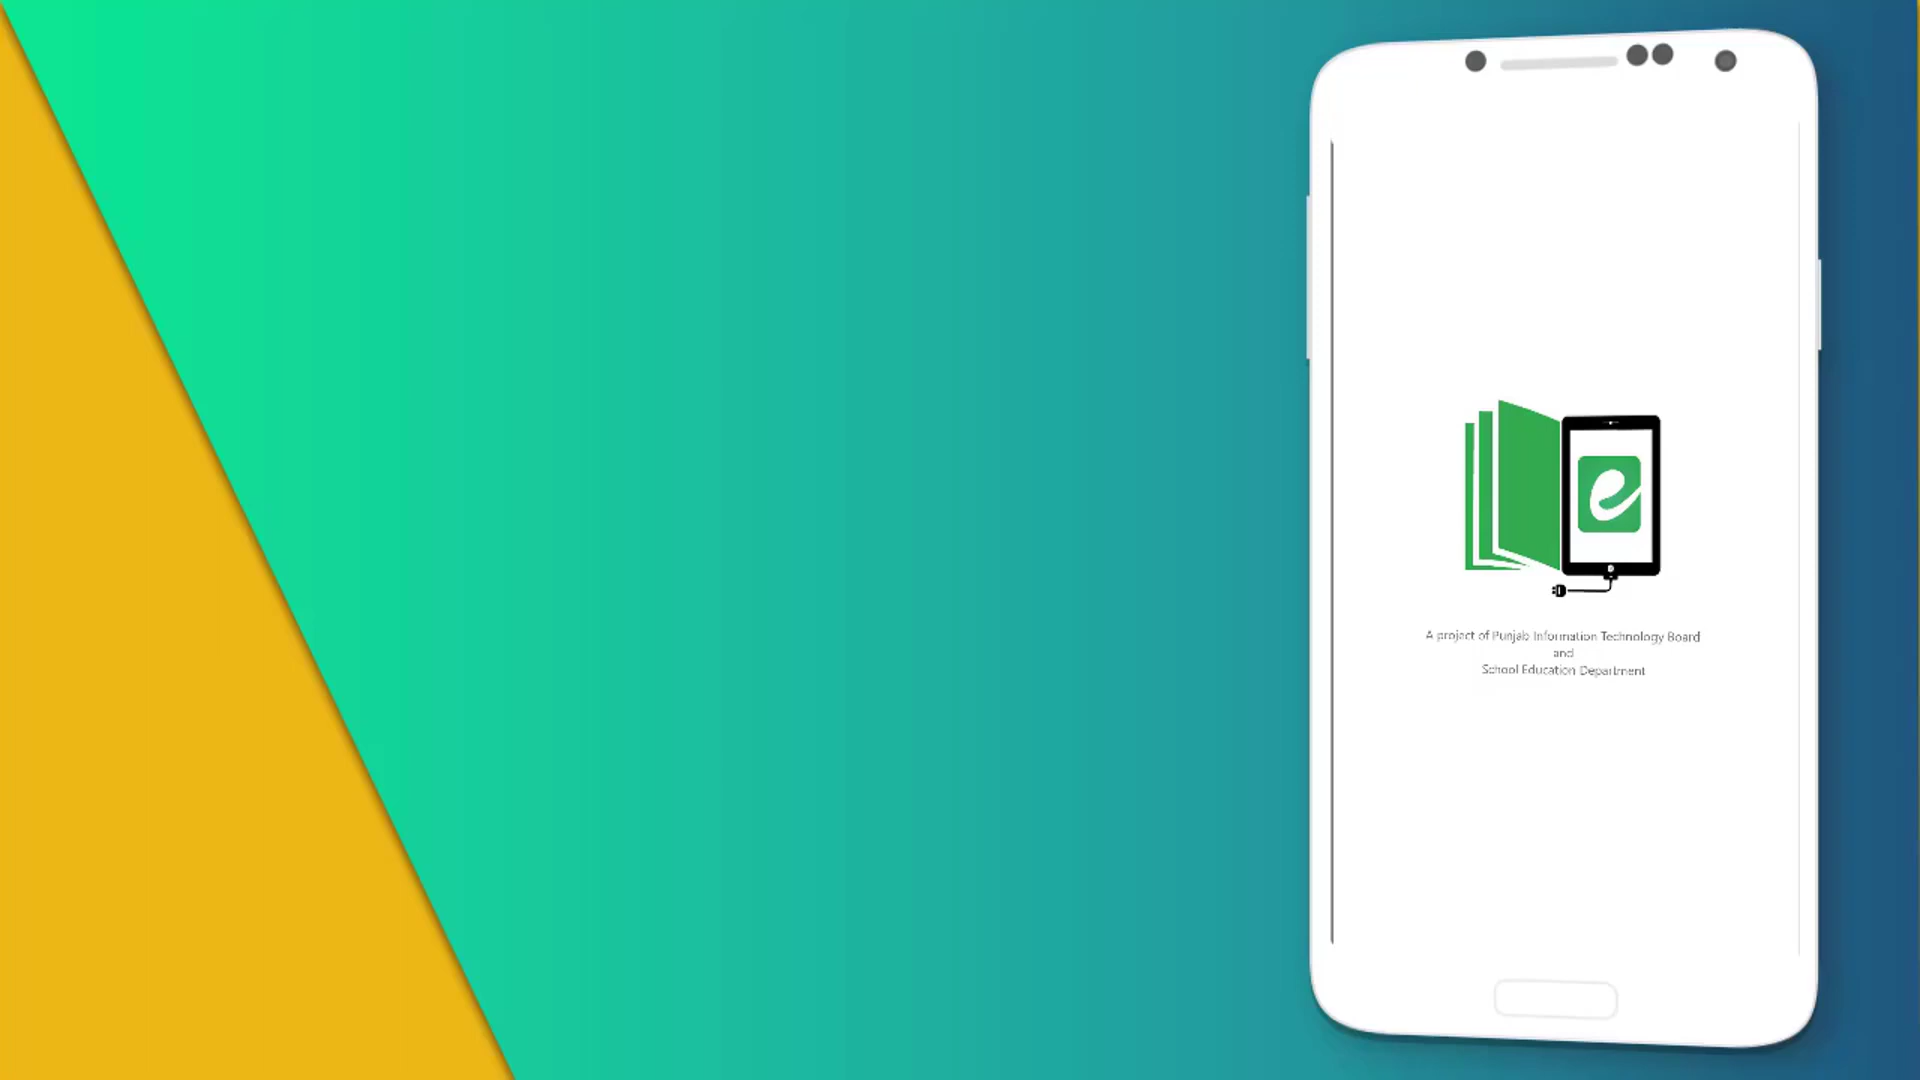 e
A project of Punjab Information Technology Board
and
School Education Department